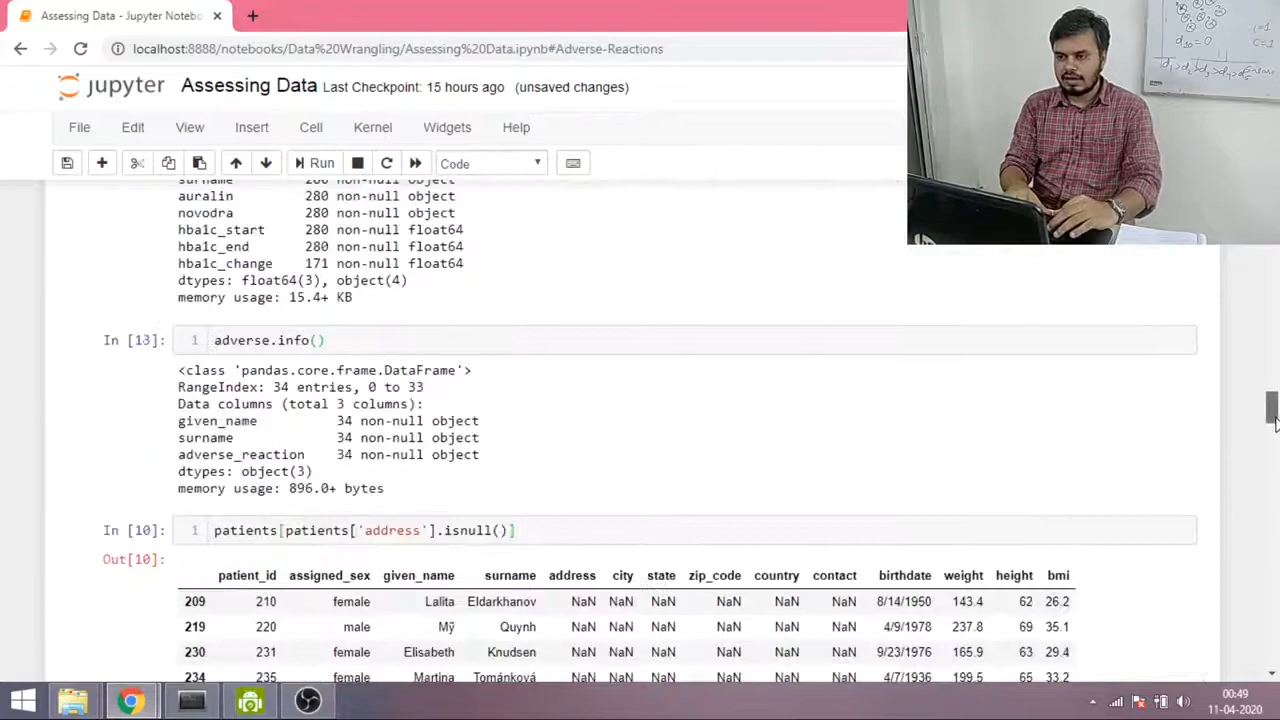 Assessing Data - Jupyter Notebo
localhost:8888/notebooks/Data%20Wrangling/Assessing%20Data.ipynb#Adverse-Reactions
jupyter Assessing Data Last Checkpoint: 15 hours ago (unsaved changes)
File Edit View Insert Cell Kernel Widgets Help
Run Code
surname 280 non-null object
auralin 280 non-null object
novodra 280 non-null object
hba1c_start 280 non-null float64
hba1c_end 280 non-null float64
hba1c_change 171 non-null float64
dtypes: float64(3), object(4)
memory usage: 15.4+ KB
In [13]: 1 adverse.info()
<class 'pandas.core.frame.DataFrame'>
RangeIndex: 34 entries, 0 to 33
Data columns (total 3 columns):
given_name 34 non-null object
surname 34 non-null object
adverse_reaction 34 non-null object
dtypes: object(3)
memory usage: 896.0+ bytes
In [10]: 1 patients[patients['address'].isnull()]
Out[10]:
patient_id assigned_sex given_name surname address city state zip_code country contact birthdate weight height bmi
209 210 female Lalita Eldarkhanov NaN NaN NaN NaN NaN NaN 8/14/1950 143.4 62 26.2
219 220 male Mỹ Quynh NaN NaN NaN NaN NaN NaN 4/9/1978 237.8 69 35.1
230 231 female Elisabeth Knudsen NaN NaN NaN NaN NaN NaN 9/23/1976 165.9 63 29.4
234 235 female Martina Tománková NaN NaN NaN NaN NaN NaN 4/7/1936 199.5 65 33.2
00:49
11-04-2020